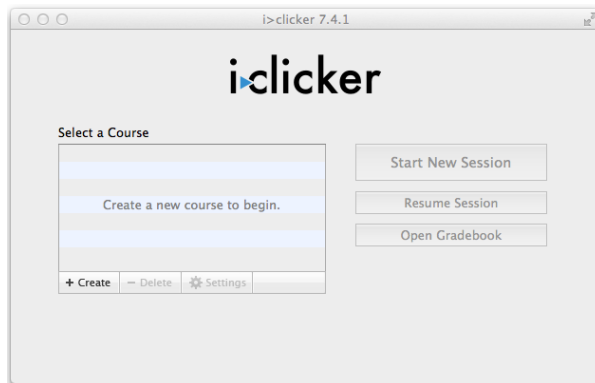 i>clicker 7.4.1
i>clicker
Select a Course
Create a new course to begin.
+ Create
− Delete
Settings
Start New Session
Resume Session
Open Gradebook